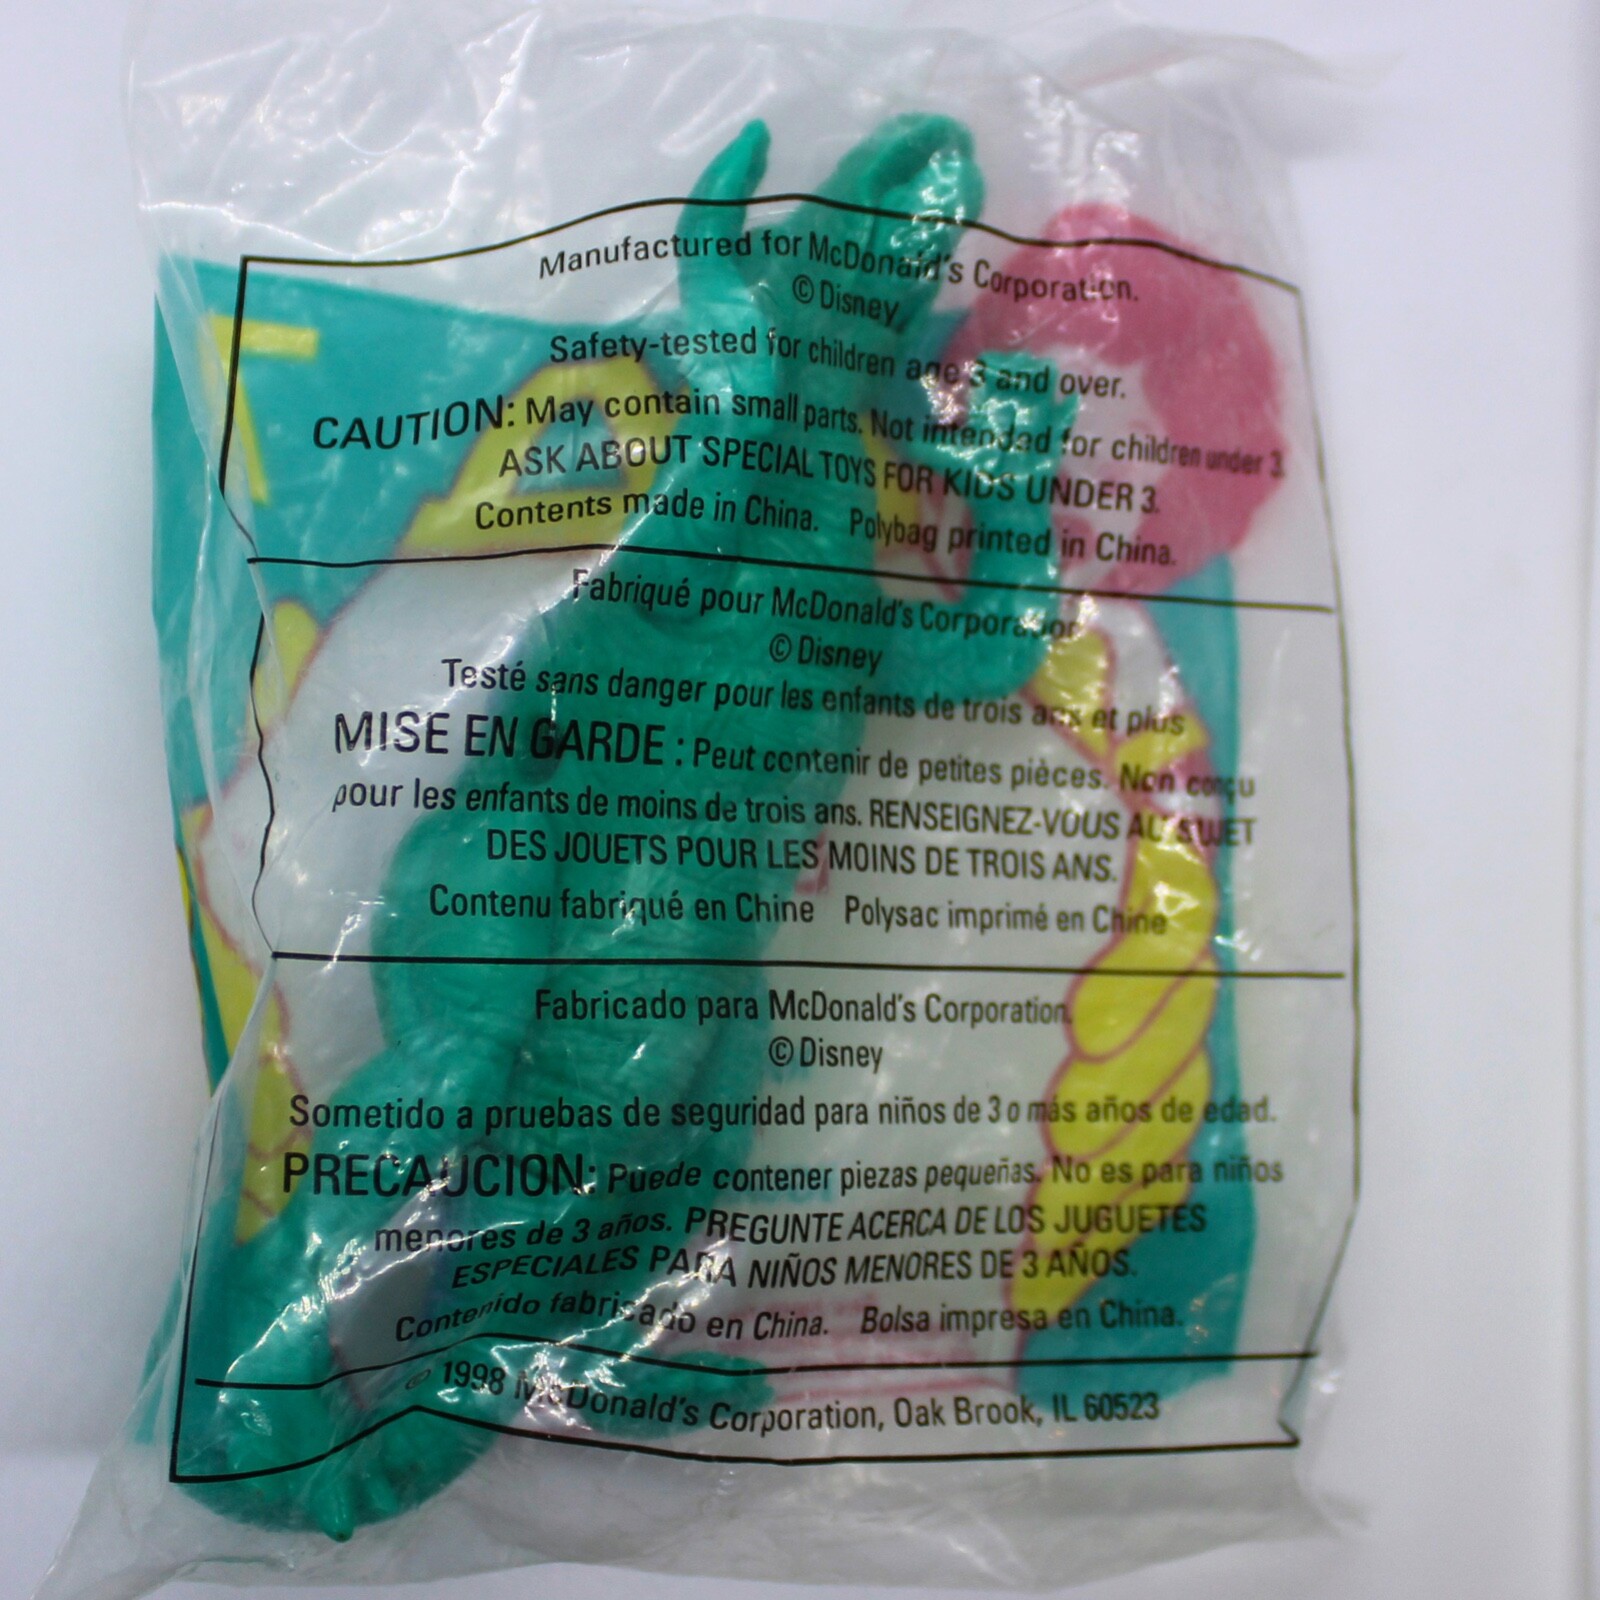 Manufactured for McDonald's Corporation.
© Disney
Safety-tested for children age 3 and over.
CAUTION: May contain small parts. Not intended for children under 3.
ASK ABOUT SPECIAL TOYS FOR KIDS UNDER 3.
Contents made in China. Polybag printed in China.
Fabriqué pour McDonald's Corporation
© Disney
Testé sans danger pour les enfants de trois ans et plus
MISE EN GARDE : Peut contenir de petites pièces. Non conçu
pour les enfants de moins de trois ans. RENSEIGNEZ-VOUS AU SUJET
DES JOUETS POUR LES MOINS DE TROIS ANS.
Contenu fabriqué en Chine Polysac imprimé en Chine
Fabricado para McDonald's Corporation.
© Disney
Sometido a pruebas de seguridad para niños de 3 o más años de edad.
PRECAUCION: Puede contener piezas pequeñas. No es para niños
menores de 3 años. PREGUNTE ACERCA DE LOS JUGUETES
ESPECIALES PARA NIÑOS MENORES DE 3 AÑOS.
Contenido fabricado en China. Bolsa impresa en China.
© 1998 McDonald's Corporation, Oak Brook, IL 60523